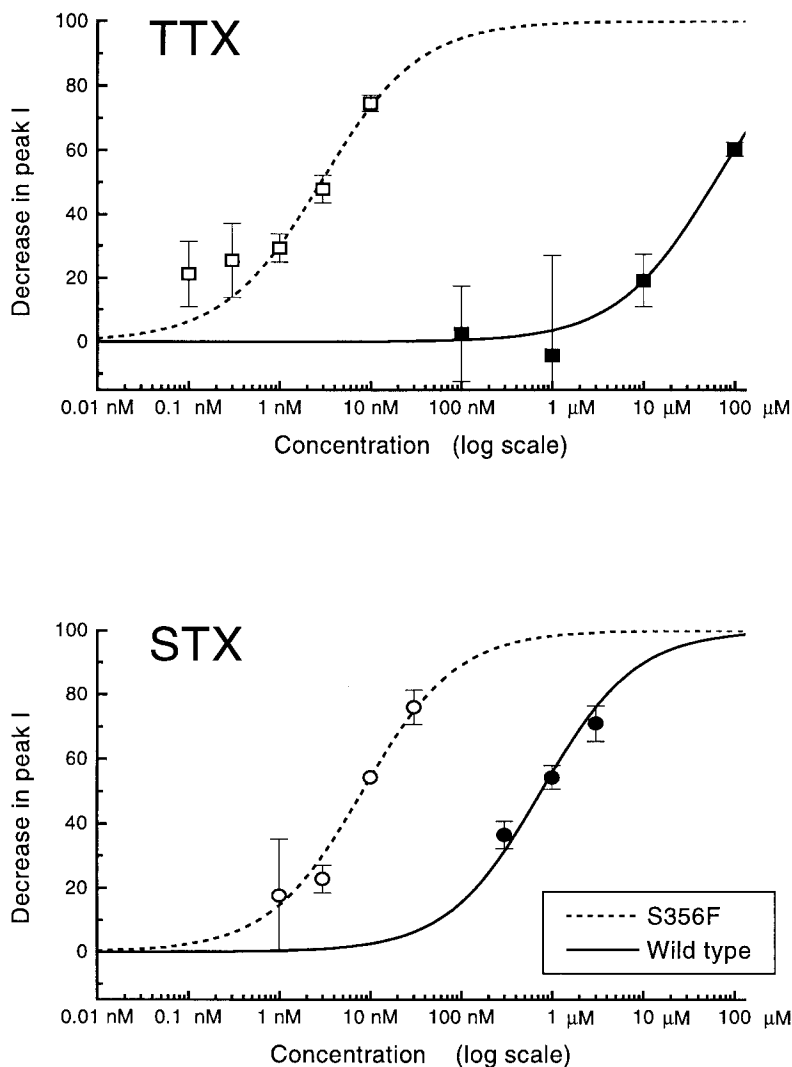 TTX
100
80
60
40
20
0
Decrease in peak I
0.01 nM 0.1 nM 1 nM 10 nM 100 nM 1 µM 10 µM 100 µM
Concentration (log scale)
STX
100
80
60
40
20
0
Decrease in peak I
S356F
Wild type
0.01 nM 0.1 nM 1 nM 10 nM 100 nM 1 µM 10 µM 100 µM
Concentration (log scale)